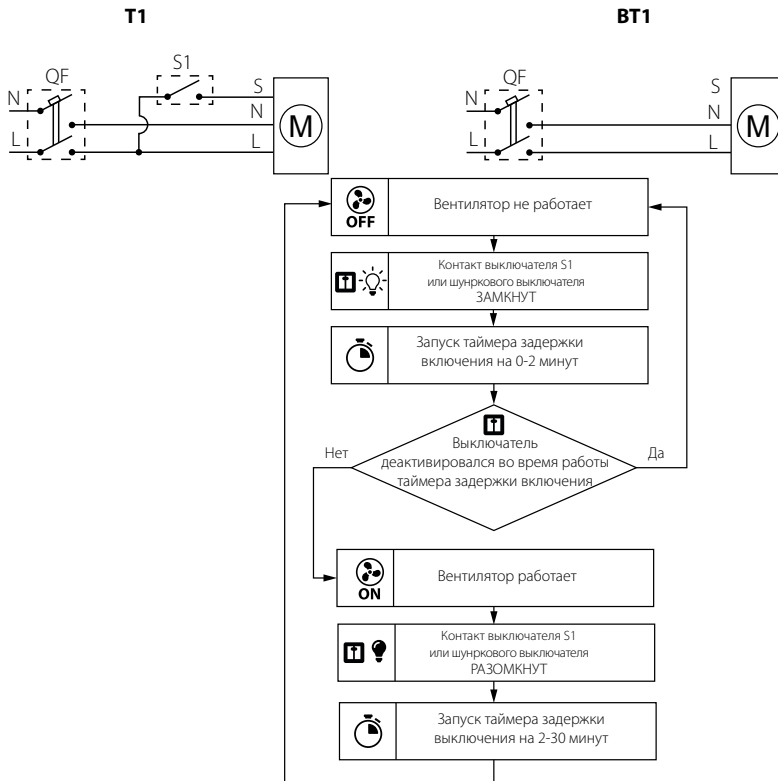 T1
BT1
QF
S1
N
L
S
N
L
M
QF
N
L
S
N
L
M
OFF
Вентилятор не работает
Контакт выключателя S1
или шунркового выключателя
ЗАМКНУТ
Запуск таймера задержки
включения на 0-2 минут
Выключатель
деактивировался во время работы
таймера задержки включения
Нет
Да
ON
Вентилятор работает
Контакт выключателя S1
или шунркового выключателя
РАЗОМКНУТ
Запуск таймера задержки
выключения на 2-30 минут